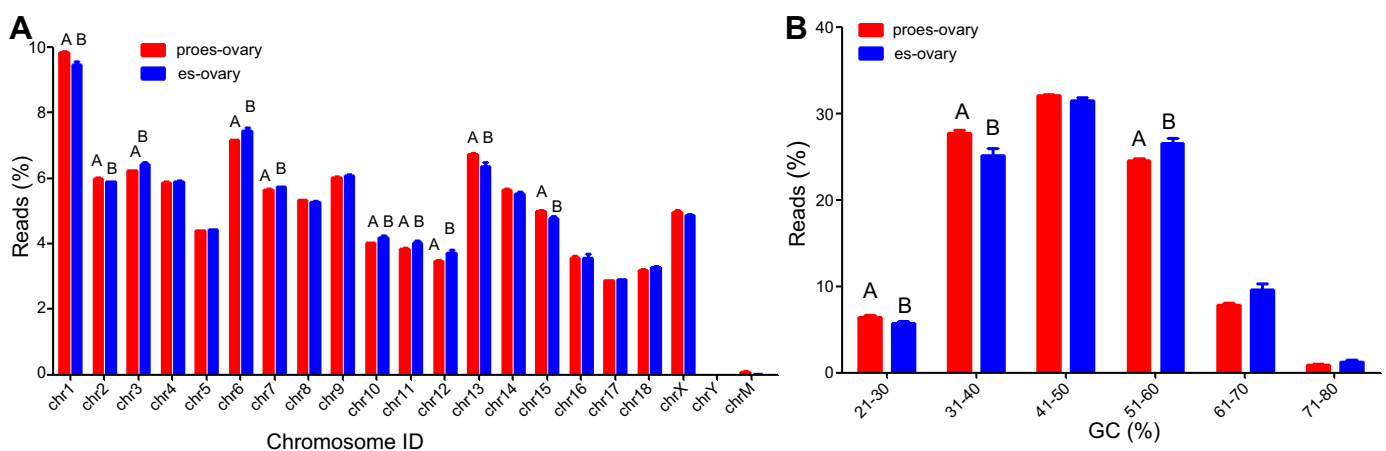 A
proes-ovary
es-ovary
Reads (%)
10
8
6
4
2
0
A B
A B
A B
A B
A B
A B
A B
A B
A B
A B
chr1 chr2 chr3 chr4 chr5 chr6 chr7 chr8 chr9 chr10 chr11 chr12 chr13 chr14 chr15 chr16 chr17 chr18 chrX chrY chrM
Chromosome ID
B
proes-ovary
es-ovary
Reads (%)
40
30
20
10
0
A B
A B
A B
21-30 31-40 41-50 51-60 61-70 71-80
GC (%)